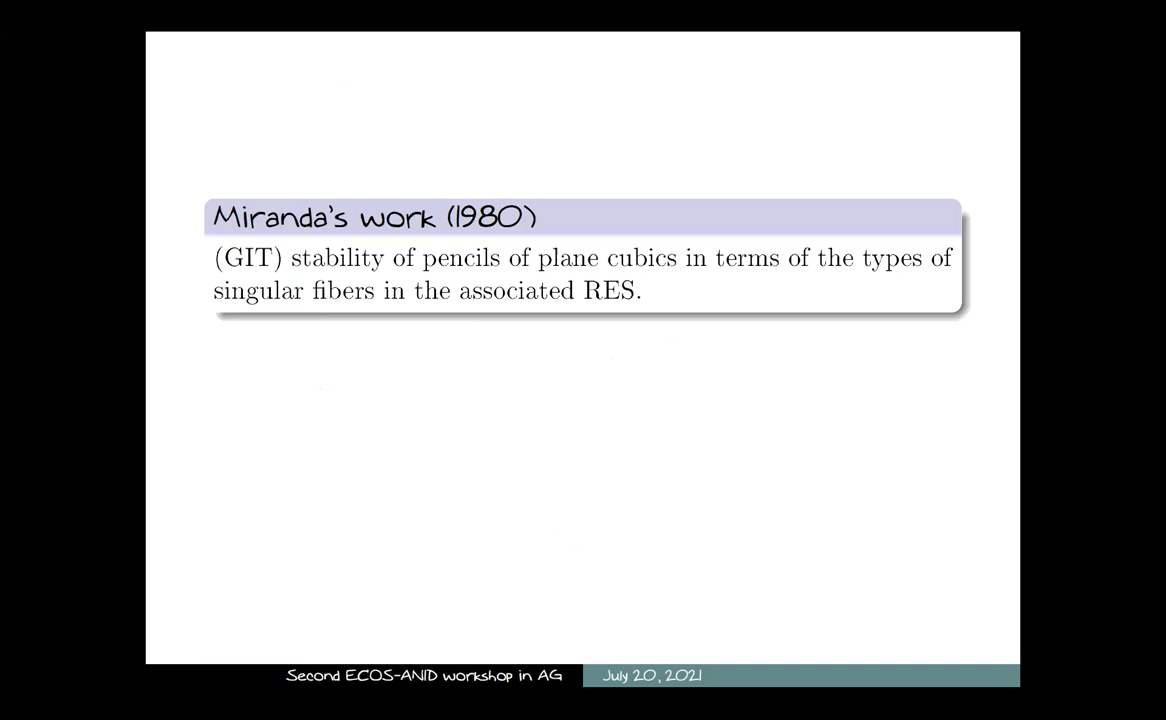 Miranda's work (1980)
(GIT) stability of pencils of plane cubics in terms of the types of
singular fibers in the associated RES.
Second ECOS-ANID workshop in AG
July 20, 2021